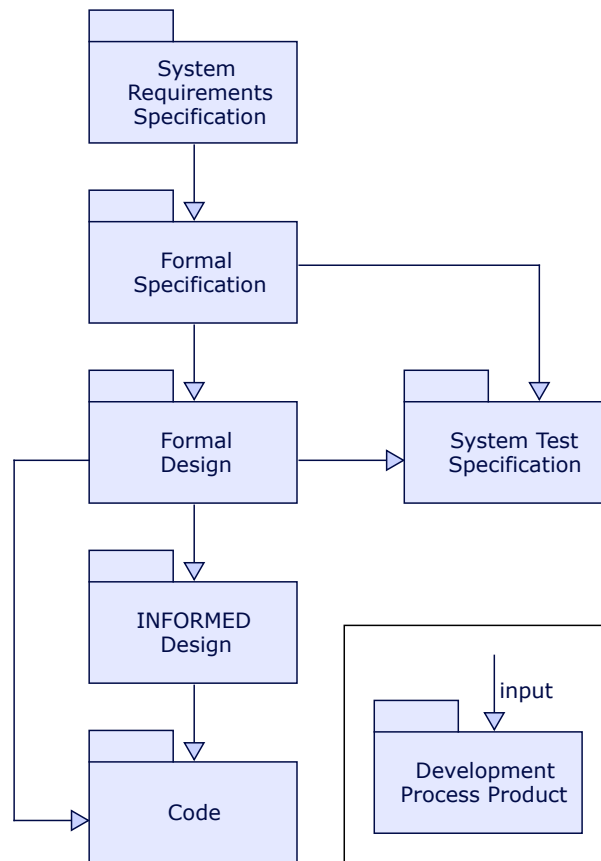 System
Requirements
Specification
Formal
Specification
Formal
Design
System Test
Specification
INFORMED
Design
input
Development
Process Product
Code